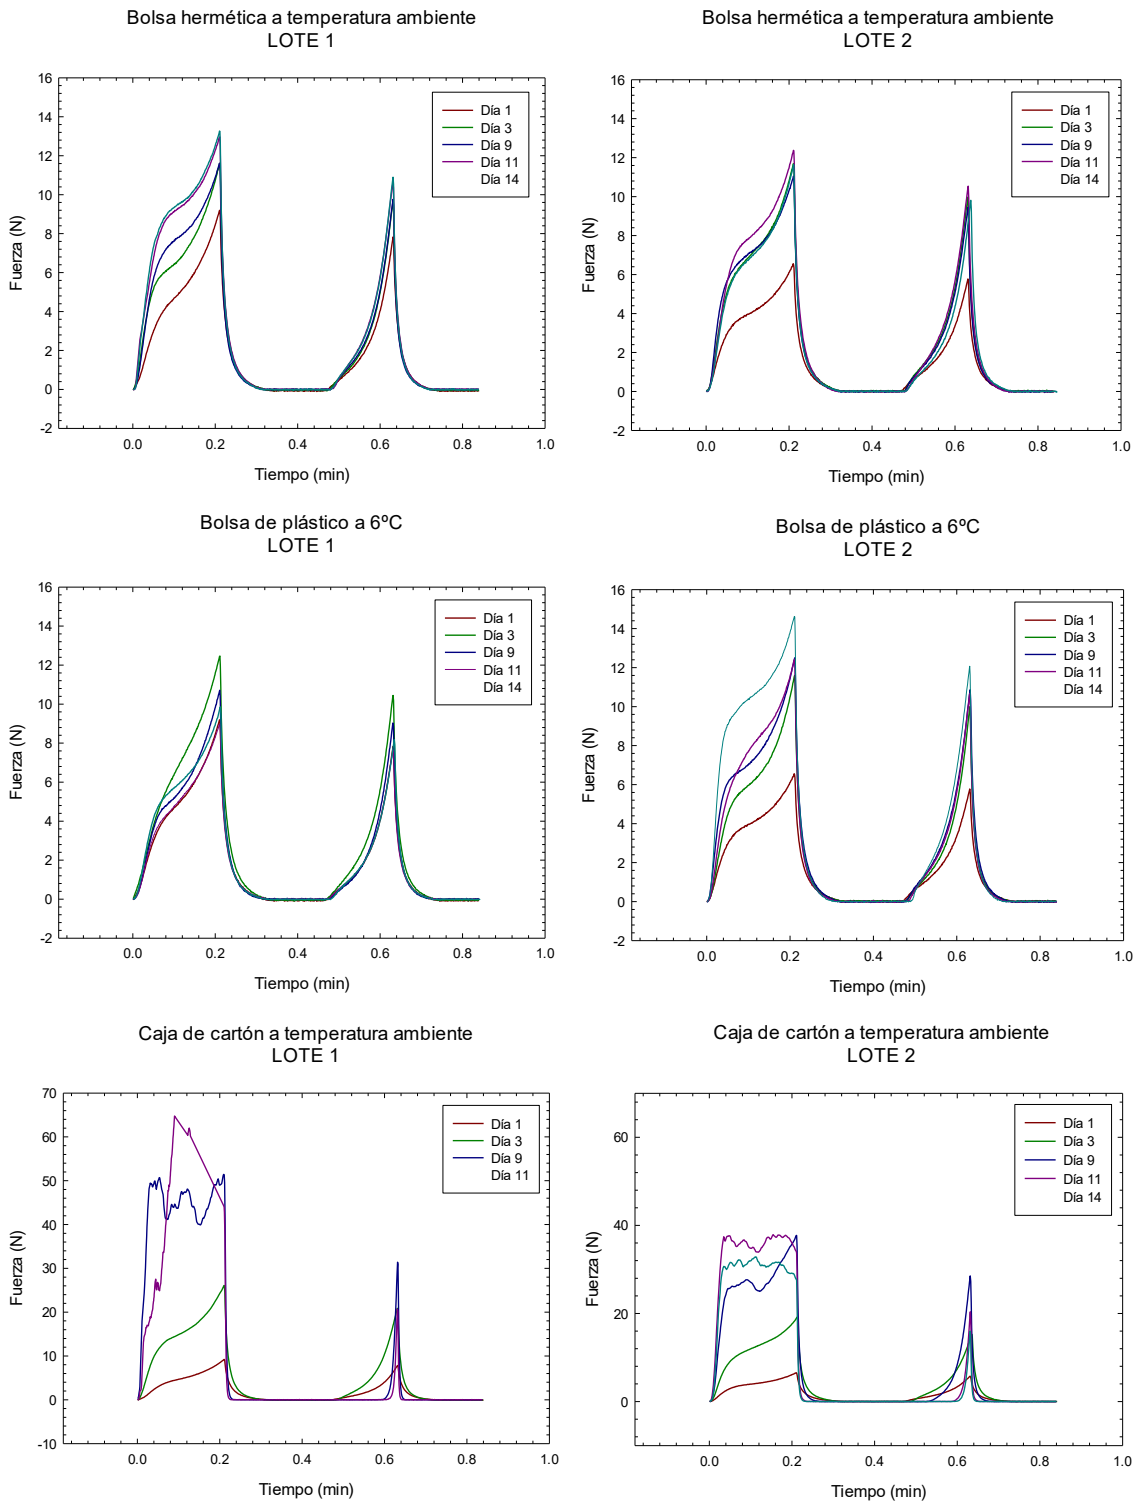 Bolsa hermética a temperatura ambiente
LOTE 1
16
14
12
10
8
6
4
2
0
-2
Fuerza (N)
Día 1
Día 3
Día 9
Día 11
Día 14
0.0 0.2 0.4 0.6 0.8 1.0
Tiempo (min)
Bolsa hermética a temperatura ambiente
LOTE 2
16
14
12
10
8
6
4
2
0
-2
Fuerza (N)
Día 1
Día 3
Día 9
Día 11
Día 14
0.0 0.2 0.4 0.6 0.8 1.0
Tiempo (min)
Bolsa de plástico a 6ºC
LOTE 1
16
14
12
10
8
6
4
2
0
-2
Fuerza (N)
Día 1
Día 3
Día 9
Día 11
Día 14
0.0 0.2 0.4 0.6 0.8 1.0
Tiempo (min)
Bolsa de plástico a 6ºC
LOTE 2
16
14
12
10
8
6
4
2
0
-2
Fuerza (N)
Día 1
Día 3
Día 9
Día 11
Día 14
0.0 0.2 0.4 0.6 0.8 1.0
Tiempo (min)
Caja de cartón a temperatura ambiente
LOTE 1
70
60
50
40
30
20
10
0
-10
Fuerza (N)
Día 1
Día 3
Día 9
Día 11
0.0 0.2 0.4 0.6 0.8 1.0
Tiempo (min)
Caja de cartón a temperatura ambiente
LOTE 2
60
40
20
0
Fuerza (N)
Día 1
Día 3
Día 9
Día 11
Día 14
0.0 0.2 0.4 0.6 0.8 1.0
Tiempo (min)